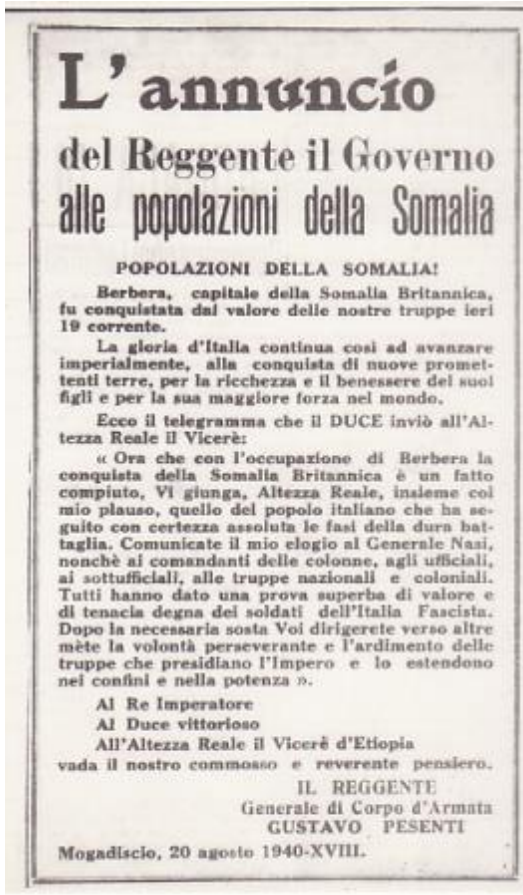 L'annuncio
del Reggente il Governo
alle popolazioni della Somalia
POPOLAZIONI DELLA SOMALIA!
Berbera, capitale della Somalia Britannica,
fu conquistata dal valore delle nostre truppe ieri
19 corrente.
La gloria d'Italia continua così ad avanzare
imperialmente, alla conquista di nuove promet-
tenti terre, per la ricchezza e il benessere dei suoi
figli e per la sua maggiore forza nel mondo.
Ecco il telegramma che il DUCE inviò all'Al-
tezza Reale il Vicerè:
« Ora che con l'occupazione di Berbera la
conquista della Somalia Britannica è un fatto
compiuto, Vi giunga, Altezza Reale, insieme col
mio plauso, quello del popolo italiano che ha se-
guito con certezza assoluta le fasi della dura bat-
taglia. Comunicate il mio elogio al Generale Nasi,
nonchè ai comandanti delle colonne, agli ufficiali,
ai sottufficiali, alle truppe nazionali e coloniali.
Tutti hanno dato una prova superba di valore e
di tenacia degna dei soldati dell'Italia Fascista.
Dopo la necessaria sosta Voi dirigerete verso altre
mète la volontà perseverante e l'ardimento delle
truppe che presidiano l'Impero e lo estendono
nei confini e nella potenza ».
Al Re Imperatore
Al Duce vittorioso
All'Altezza Reale il Vicerè d'Etiopia
vada il nostro commosso e reverente pensiero.
IL REGGENTE
Generale di Corpo d'Armata
GUSTAVO PESENTI
Mogadiscio, 20 agosto 1940-XVIII.